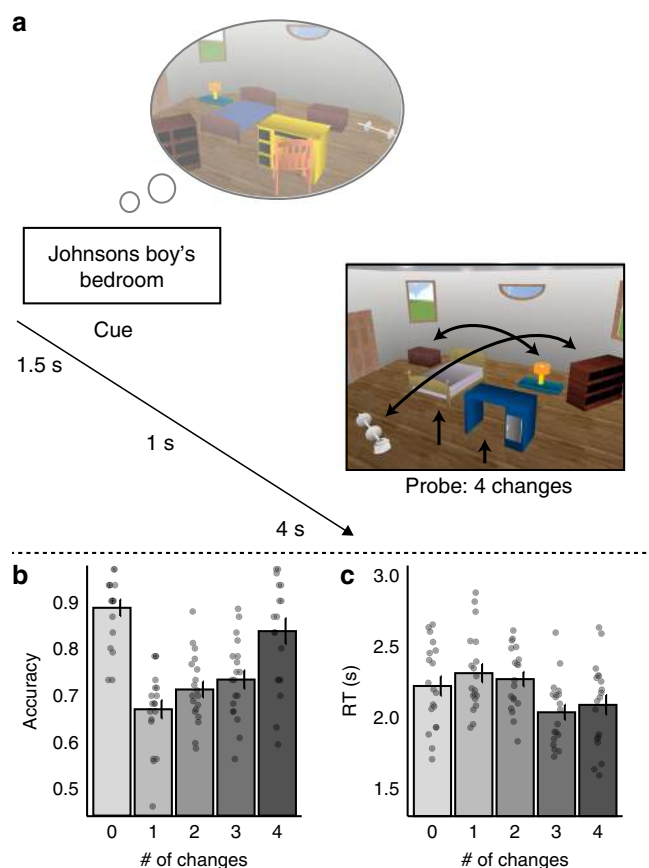 a
Johnsons boy's
bedroom
Cue
1.5 s
1 s
4 s
Probe: 4 changes
b
Accuracy
0.9
0.8
0.7
0.6
0.5
0 1 2 3 4
# of changes
c
RT (s)
3.0
2.5
2.0
1.5
0 1 2 3 4
# of changes